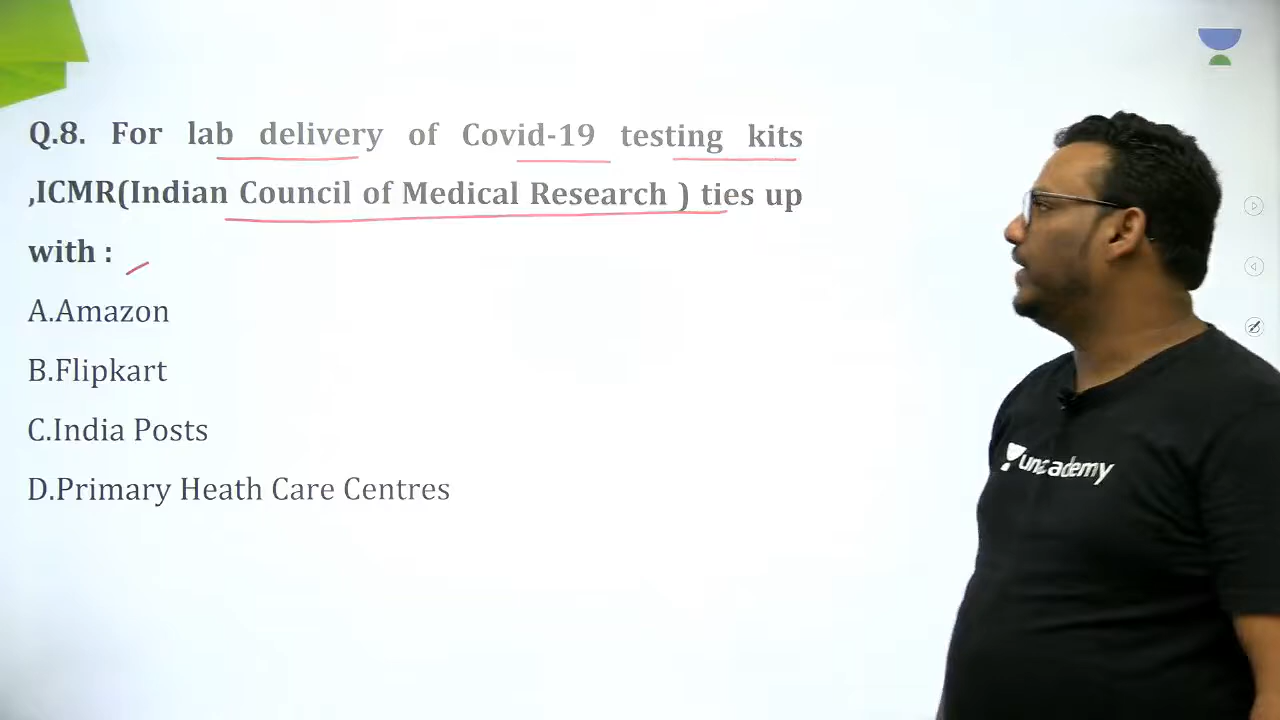 Q.8. For lab delivery of Covid-19 testing kits
,ICMR(Indian Council of Medical Research ) ties up
with :
A.Amazon
B.Flipkart
C.India Posts
D.Primary Heath Care Centres
unacademy